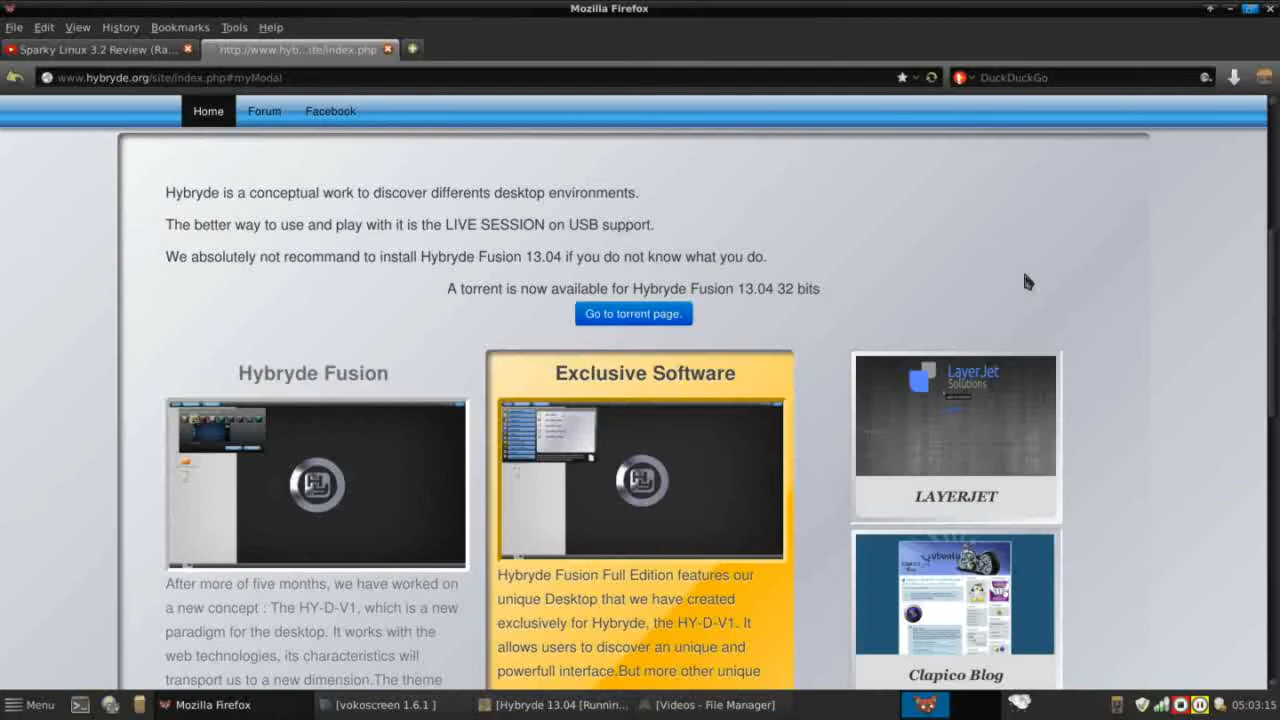 Mozilla Firefox
File Edit View History Bookmarks Tools Help
Sparky Linux 3.2 Review (Ra...
http://www.hyb...ite/index.php
www.hybryde.org/site/index.php#myModal
DuckDuckGo
Home Forum Facebook
Hybryde is a conceptual work to discover differents desktop environments.
The better way to use and play with it is the LIVE SESSION on USB support.
We absolutely not recommand to install Hybryde Fusion 13.04 if you do not know what you do.
A torrent is now available for Hybryde Fusion 13.04 32 bits
Go to torrent page.
Hybryde Fusion
After more of five months, we have worked on
a new concept . The HY-D-V1, which is a new
paradigm for the desktop. It works with the
web technologies, its characteristics will
transport us to a new dimension.The theme
Exclusive Software
Hybryde Fusion Full Edition features our
unique Desktop that we have created
exclusively for Hybryde, the HY-D-V1. It
allows users to discover an unique and
powerfull interface.But more other unique
LayerJet
Solutions
LAYERJET
Clapico Blog
Menu
Mozilla Firefox
[vokoscreen 1.6.1 ]
[Hybryde 13.04 [Runnin...
[Videos - File Manager]
05:03:15